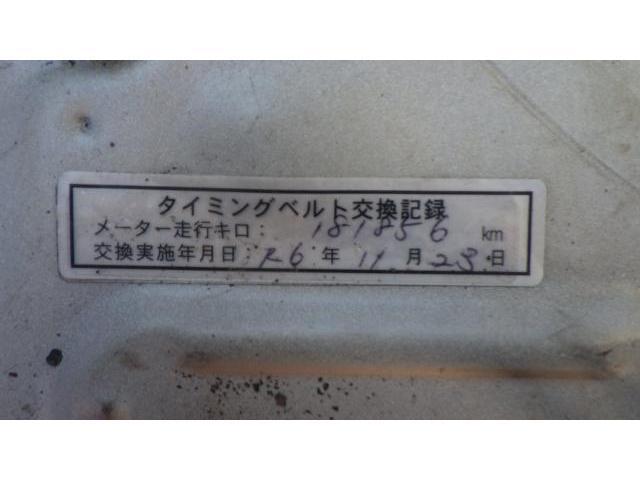 タイミングベルト交換記録
メーター走行キロ： 181856 km
交換実施年月日： R6 年 11 月 23 日